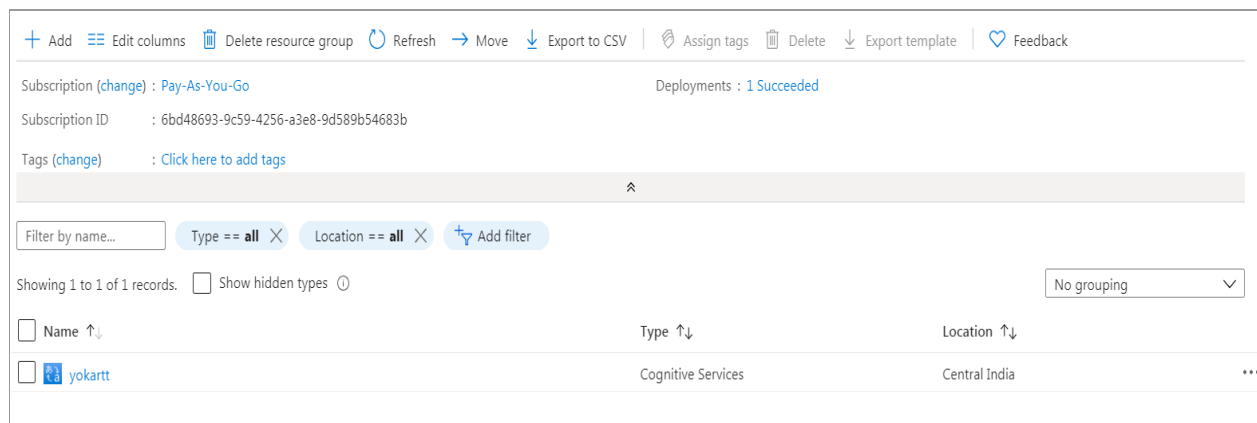 Add Edit columns Delete resource group Refresh Move Export to CSV Assign tags Delete Export template Feedback
Subscription (change) : Pay-As-You-Go Deployments : 1 Succeeded
Subscription ID : 6bd48693-9c59-4256-a3e8-9d589b54683b
Tags (change) : Click here to add tags
Filter by name... Type == all Location == all Add filter
Showing 1 to 1 of 1 records. Show hidden types No grouping
Name Type Location
yokartt Cognitive Services Central India